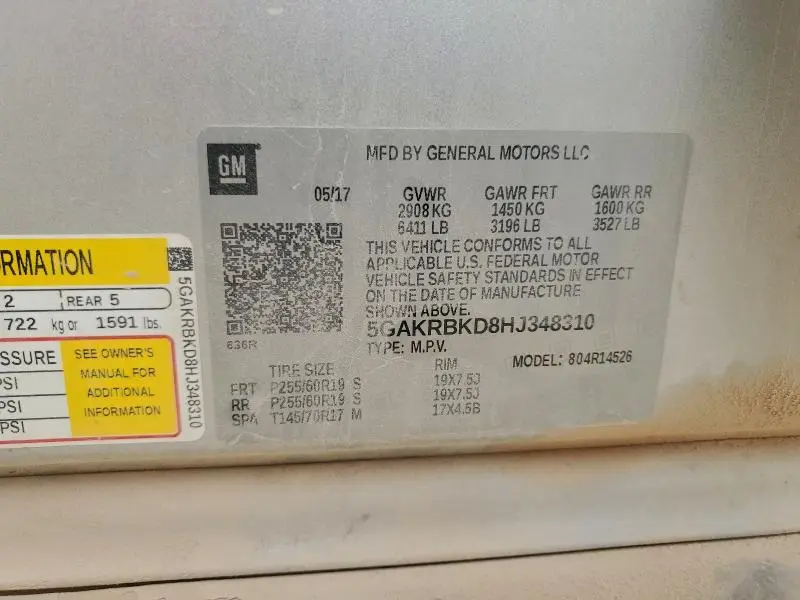 GM
MFD BY GENERAL MOTORS LLC
05/17 GVWR GAWR FRT GAWR RR
2908 KG 1450 KG 1600 KG
6411 LB 3196 LB 3527 LB
THIS VEHICLE CONFORMS TO ALL
APPLICABLE U.S. FEDERAL MOTOR
VEHICLE SAFETY STANDARDS IN EFFECT
ON THE DATE OF MANUFACTURE
SHOWN ABOVE.
5GAKRBKD8HJ348310
636R
TYPE: M.P.V. MODEL: 804R14526
TIRE SIZE RIM
FRT P255/60R19 S 19X7.5J
RR P255/60R19 S 19X7.5J
SPA T145/70R17 M 17X4.5B
RMATION
2 REAR 5
722 kg or 1591 lbs.
SSURE
PSI
PSI
PSI
SEE OWNER'S
MANUAL FOR
ADDITIONAL
INFORMATION
5GAKRBKD8HJ348310